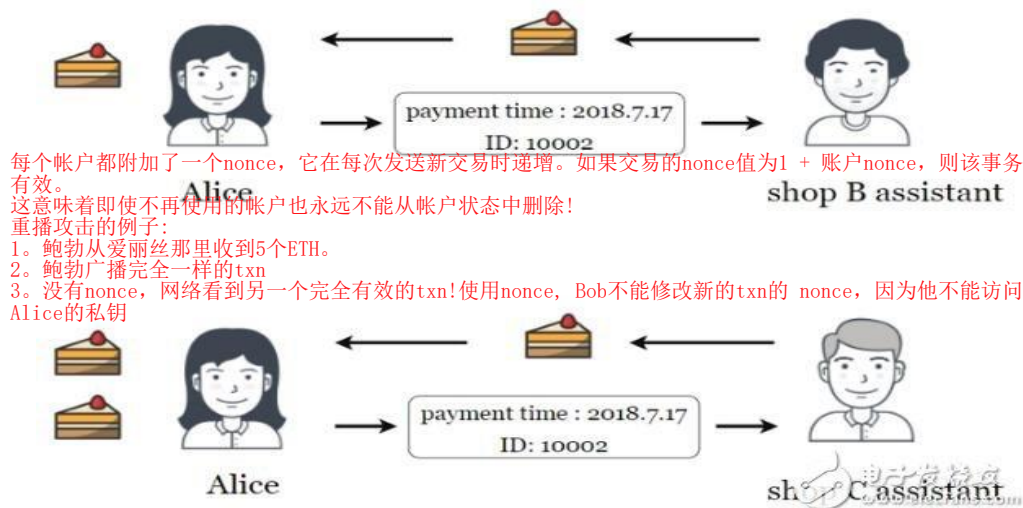 payment time : 2018.7.17
ID: 10002
每个帐户都附加了一个nonce，它在每次发送新交易时递增。如果交易的nonce值为1 + 账户nonce，则该事务
有效。
Alice
shop B assistant
这意味着即使不再使用的帐户也永远不能从帐户状态中删除!
重播攻击的例子:
1。鲍勃从爱丽丝那里收到5个ETH。
2。鲍勃广播完全一样的txn
3。没有nonce，网络看到另一个完全有效的txn!使用nonce, Bob不能修改新的txn的 nonce，因为他不能访问
Alice的私钥
payment time : 2018.7.17
ID: 10002
Alice
shop C assistant
电子发烧友
www.elecfans.com